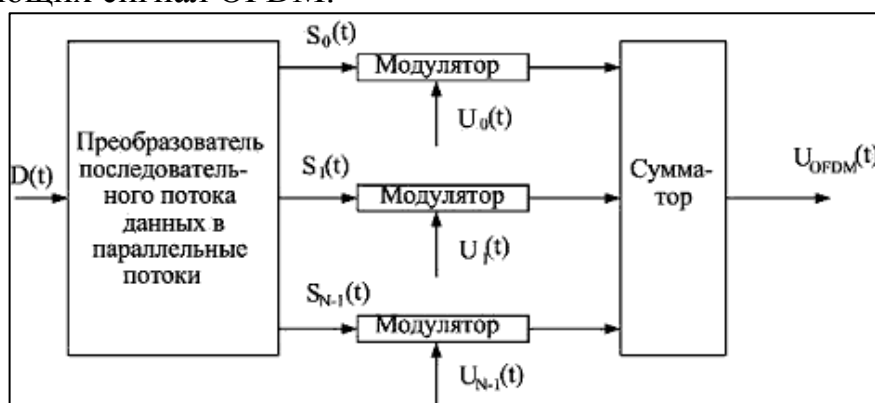 ющих сигнал OFDM.
D(t)
Преобразователь
последователь-
ного потока
данных в
параллельные
потоки
S₀(t)
Модулятор
U₀(t)
S₁(t)
Модулятор
U₁(t)
S_N-1(t)
Модулятор
U_N-1(t)
Сумма-
тор
U_OFDM(t)